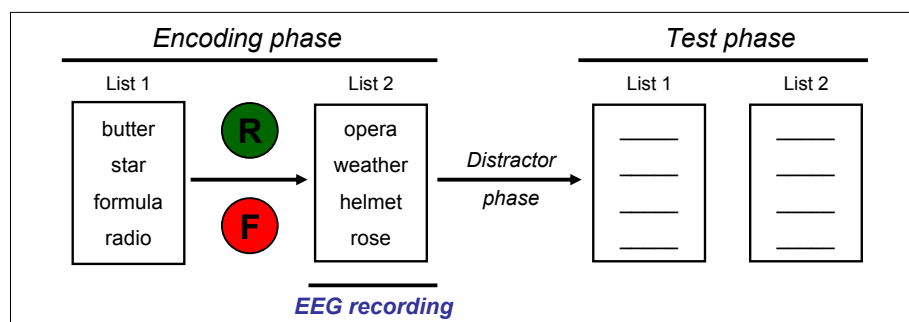 Encoding phase
Test phase
List 1
List 2
List 1
List 2
butter
star
formula
radio
R
F
opera
weather
helmet
rose
Distractor
phase
EEG recording